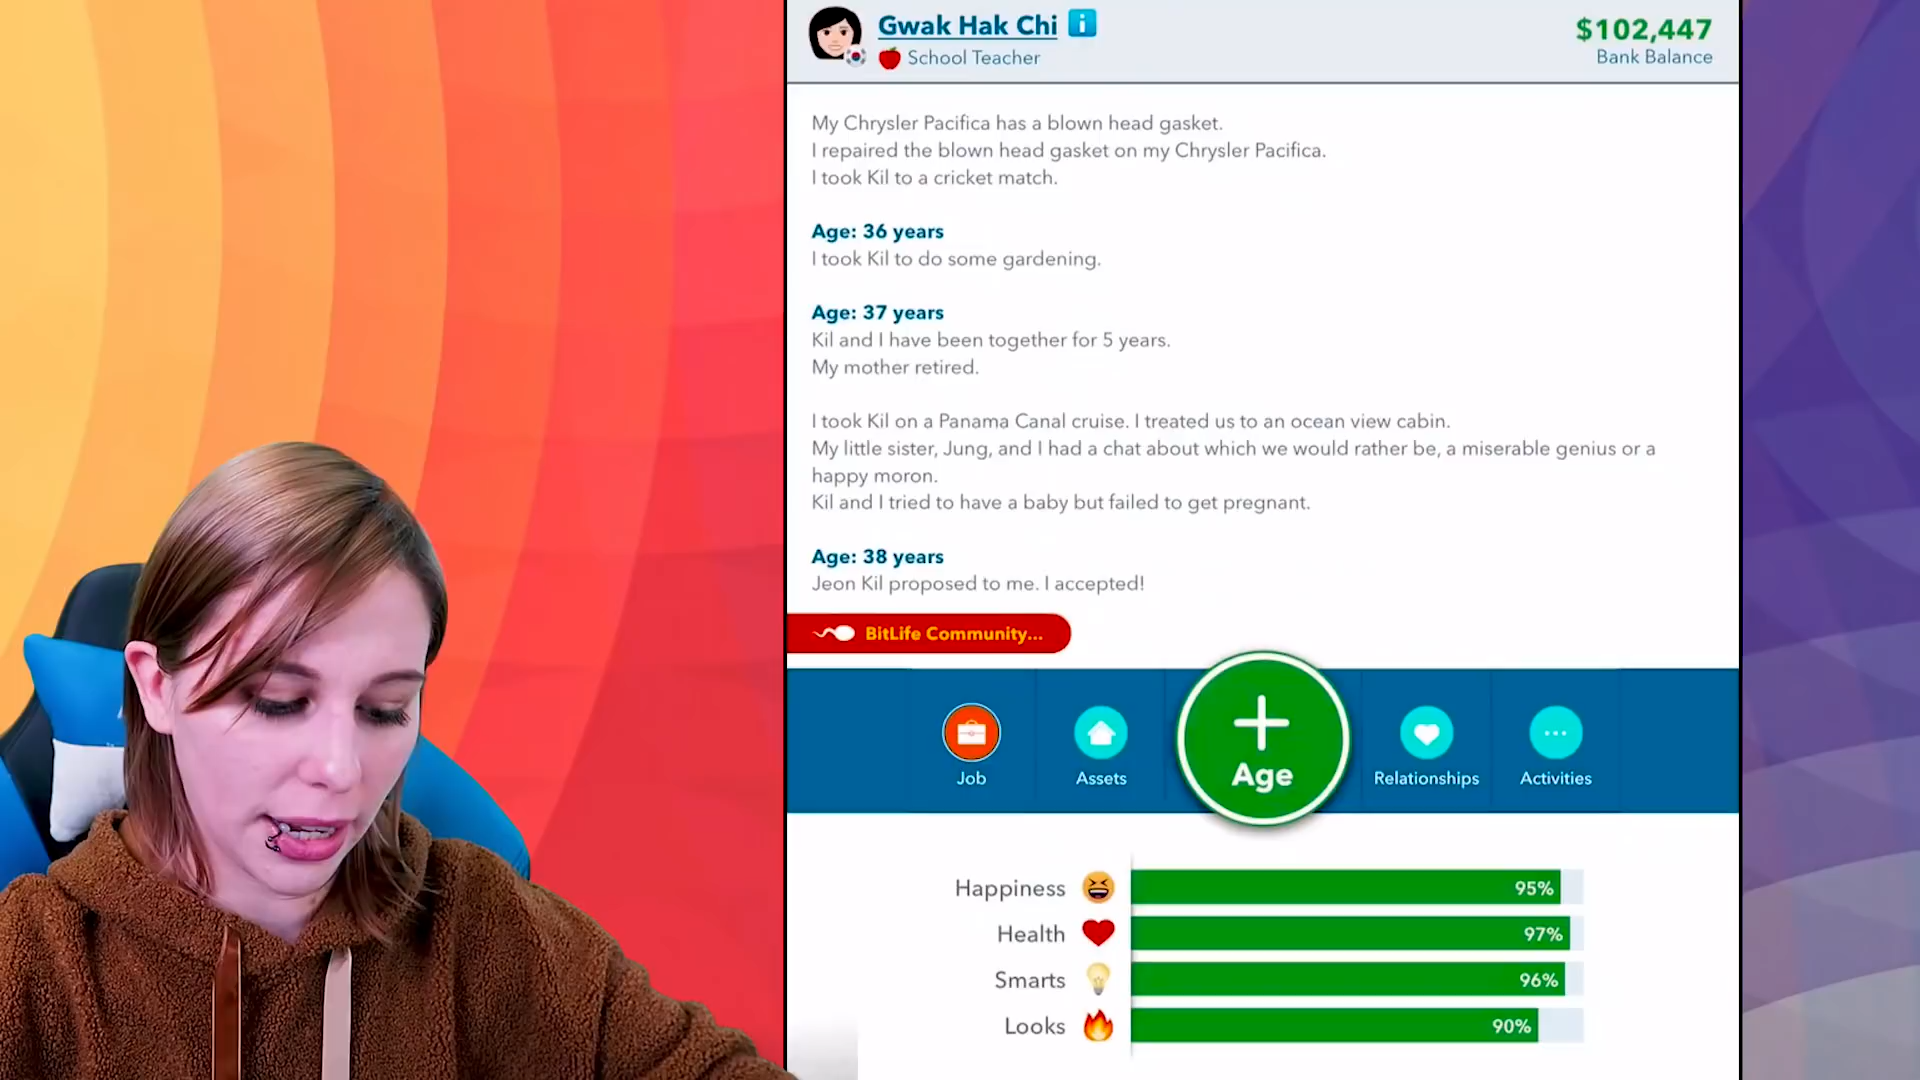 Gwak Hak Chi
School Teacher
$102,447
Bank Balance
My Chrysler Pacifica has a blown head gasket.
I repaired the blown head gasket on my Chrysler Pacifica.
I took Kil to a cricket match.
Age: 36 years
I took Kil to do some gardening.
Age: 37 years
Kil and I have been together for 5 years.
My mother retired.
I took Kil on a Panama Canal cruise. I treated us to an ocean view cabin.
My little sister, Jung, and I had a chat about which we would rather be, a miserable genius or a
happy moron.
Kil and I tried to have a baby but failed to get pregnant.
Age: 38 years
Jeon Kil proposed to me. I accepted!
BitLife Community...
Job
Assets
Age
Relationships
Activities
Happiness 95%
Health 97%
Smarts 96%
Looks 90%